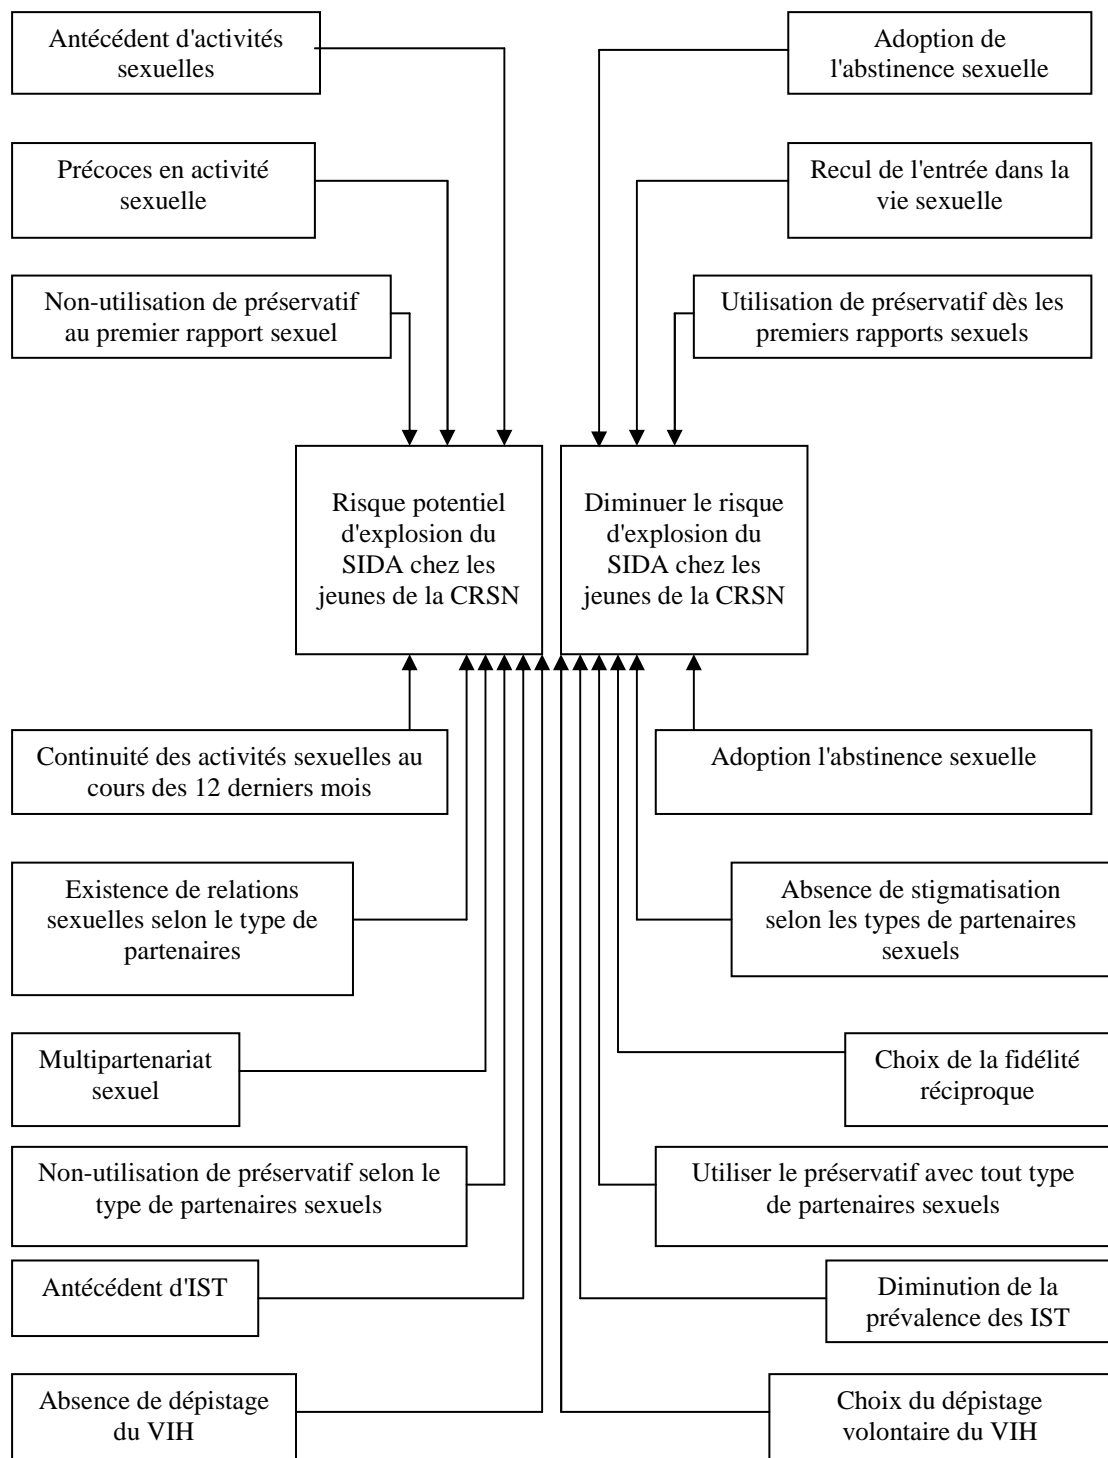 Antécédent d'activités
sexuelles
Adoption de
l'abstinence sexuelle
Précoces en activité
sexuelle
Recul de l'entrée dans la
vie sexuelle
Non-utilisation de préservatif
au premier rapport sexuel
Utilisation de préservatif dès les
premiers rapports sexuels
Risque potentiel
d'explosion du
SIDA chez les
jeunes de la CRSN
Diminuer le risque
d'explosion du
SIDA chez les
jeunes de la CRSN
Continuité des activités sexuelles au
cours des 12 derniers mois
Adoption l'abstinence sexuelle
Existence de relations
sexuelles selon le type de
partenaires
Absence de stigmatisation
selon les types de partenaires
sexuels
Multipartenariat
sexuel
Choix de la fidélité
réciproque
Non-utilisation de préservatif selon le
type de partenaires sexuels
Utiliser le préservatif avec tout type
de partenaires sexuels
Antécédent d'IST
Diminution de la
prévalence des IST
Absence de dépistage
du VIH
Choix du dépistage
volontaire du VIH